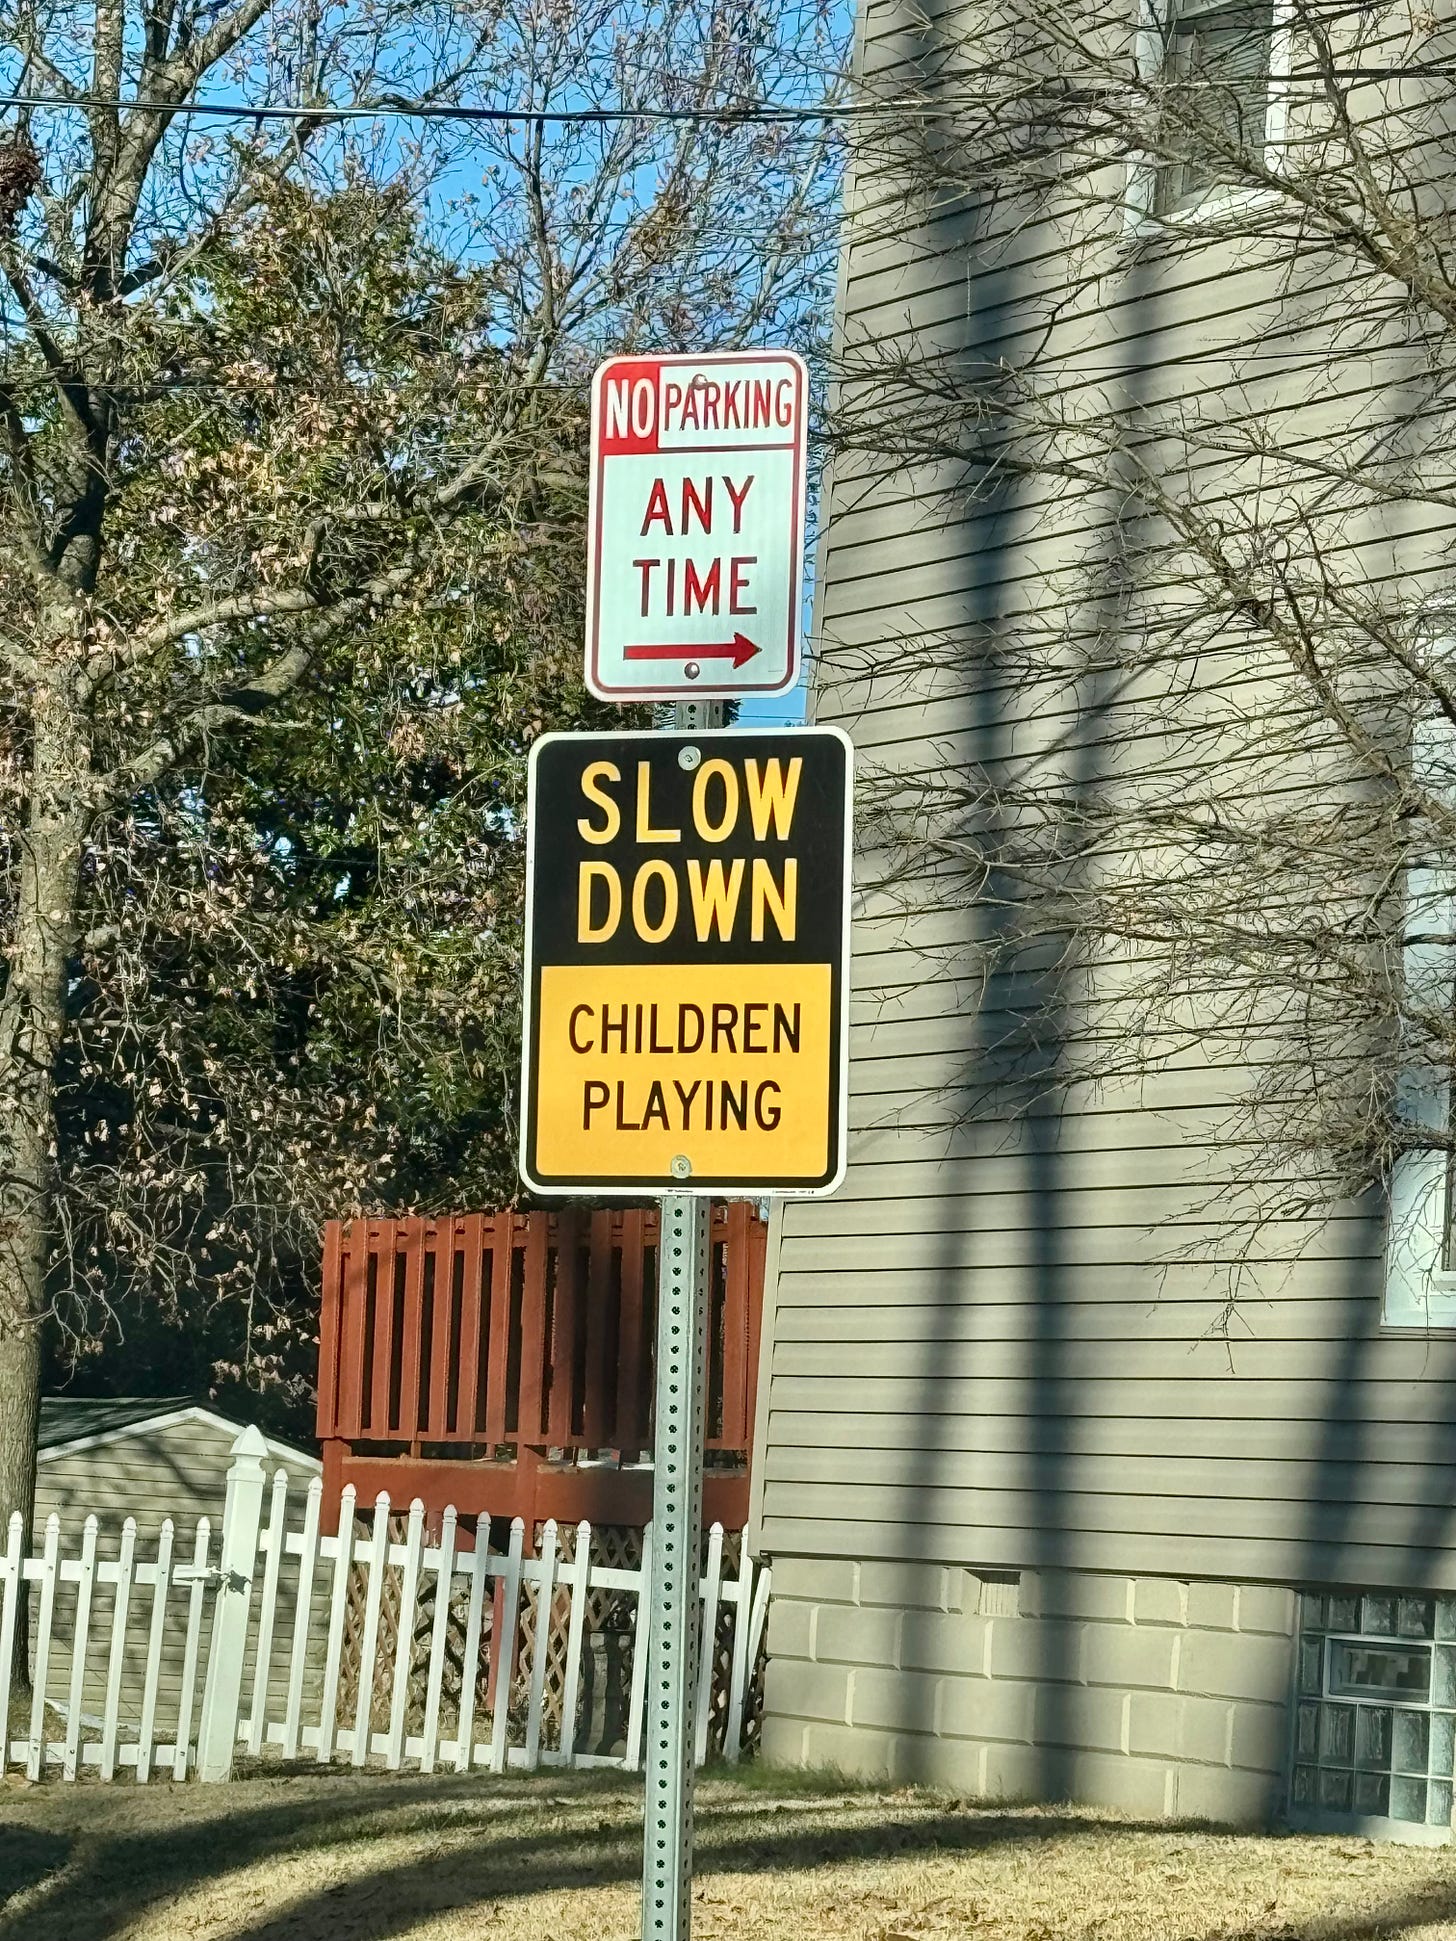 NO PARKING
ANY
TIME
SLOW
DOWN
CHILDREN
PLAYING